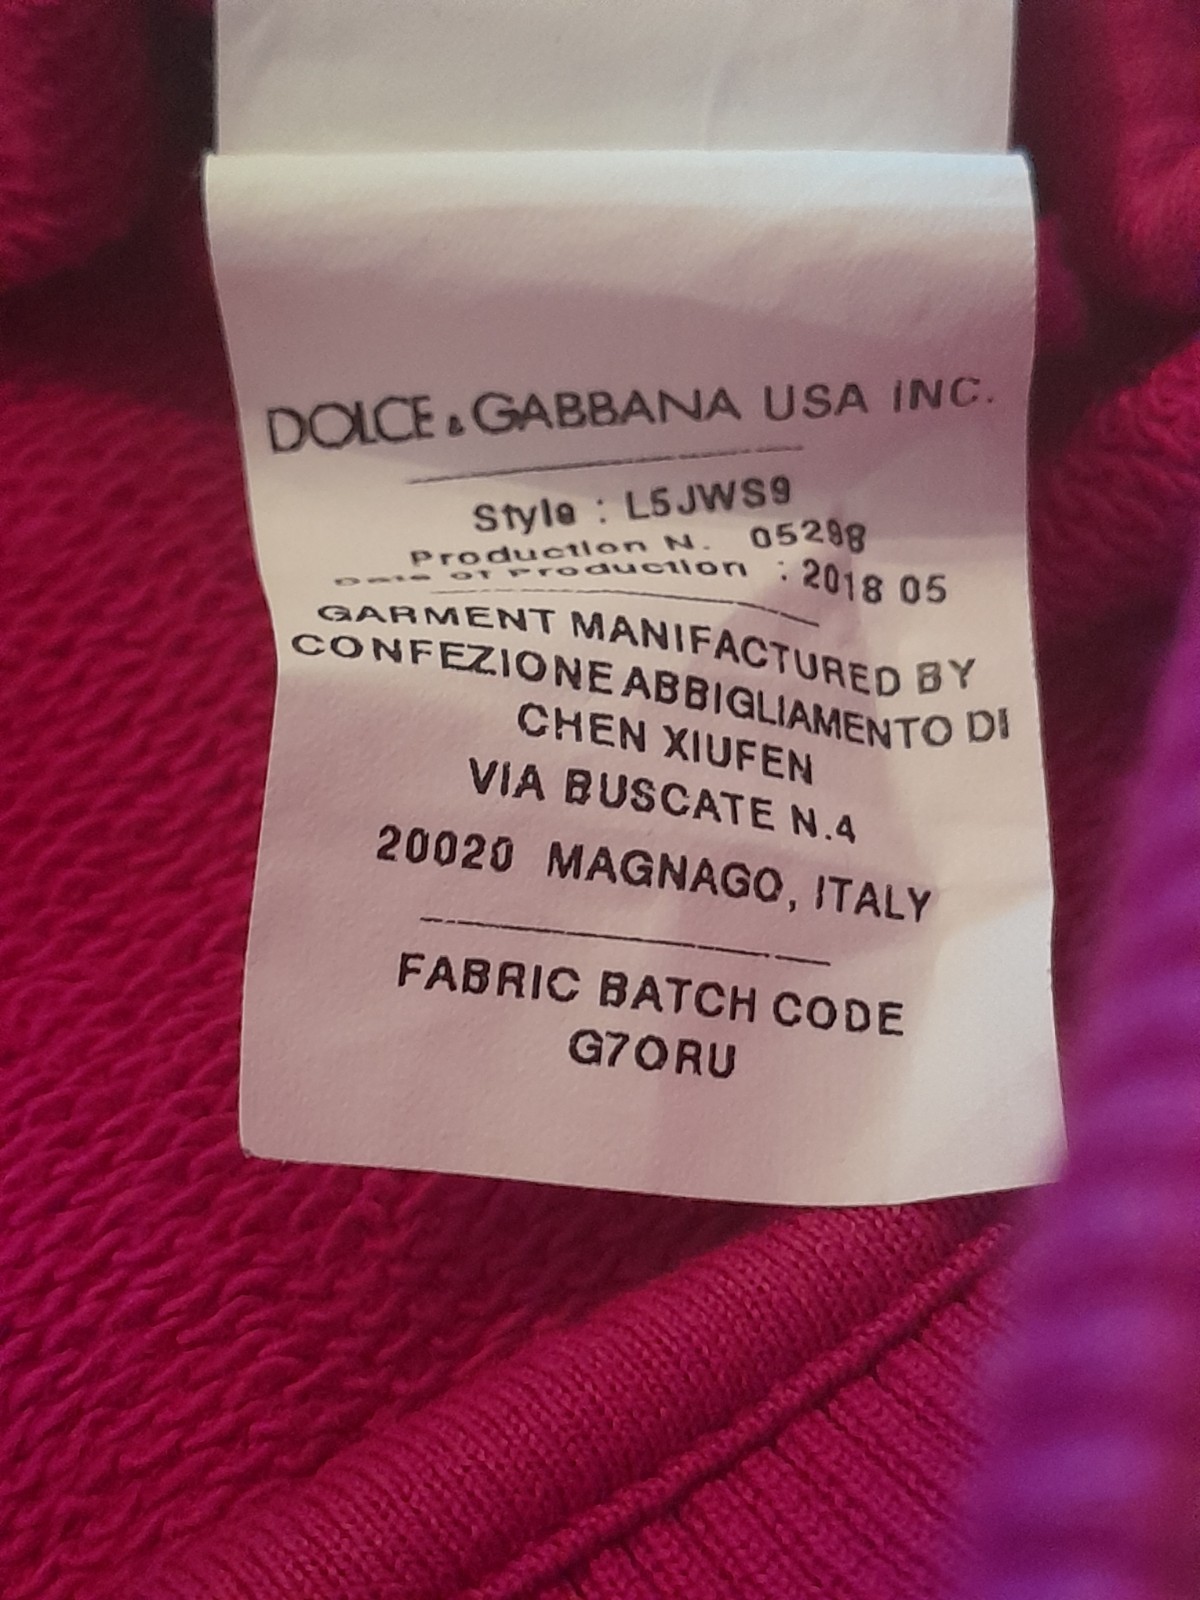 DOLCE & GABBANA USA INC.
Style : L5JWS9
Production N. 05298
Date of Production : 2018 05
GARMENT MANIFACTURED BY
CONFEZIONE ABBIGLIAMENTO DI
CHEN XIUFEN
VIA BUSCATE N.4
20020 MAGNAGO, ITALY
FABRIC BATCH CODE
G7ORU